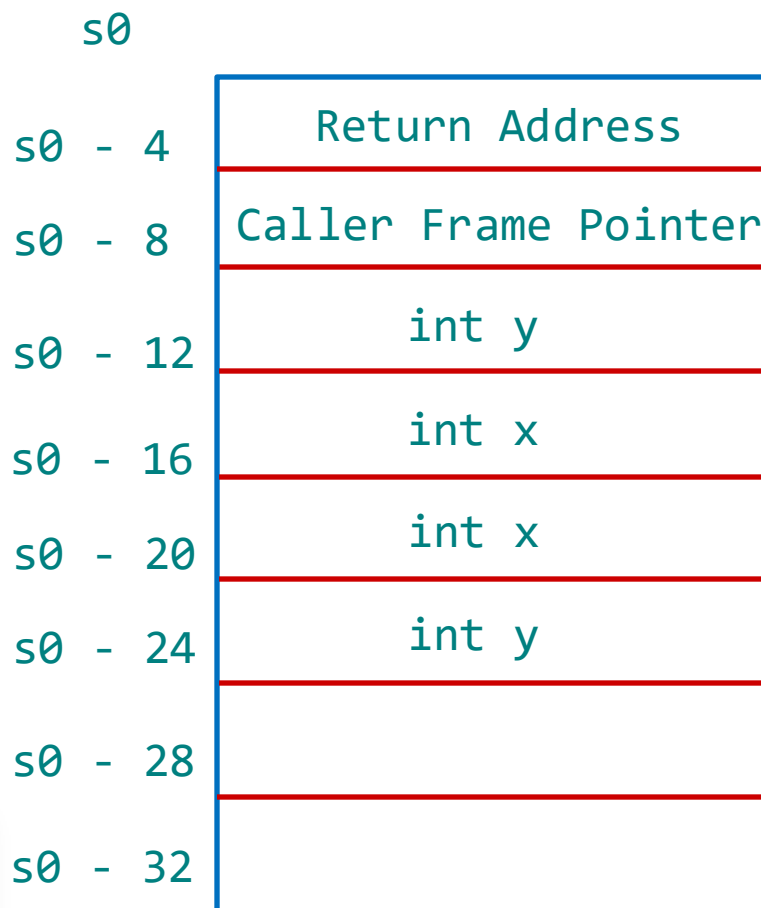 s0
s0 - 4 Return Address
s0 - 8 Caller Frame Pointer
s0 - 12 int y
s0 - 16 int x
s0 - 20 int x
s0 - 24 int y
s0 - 28
s0 - 32